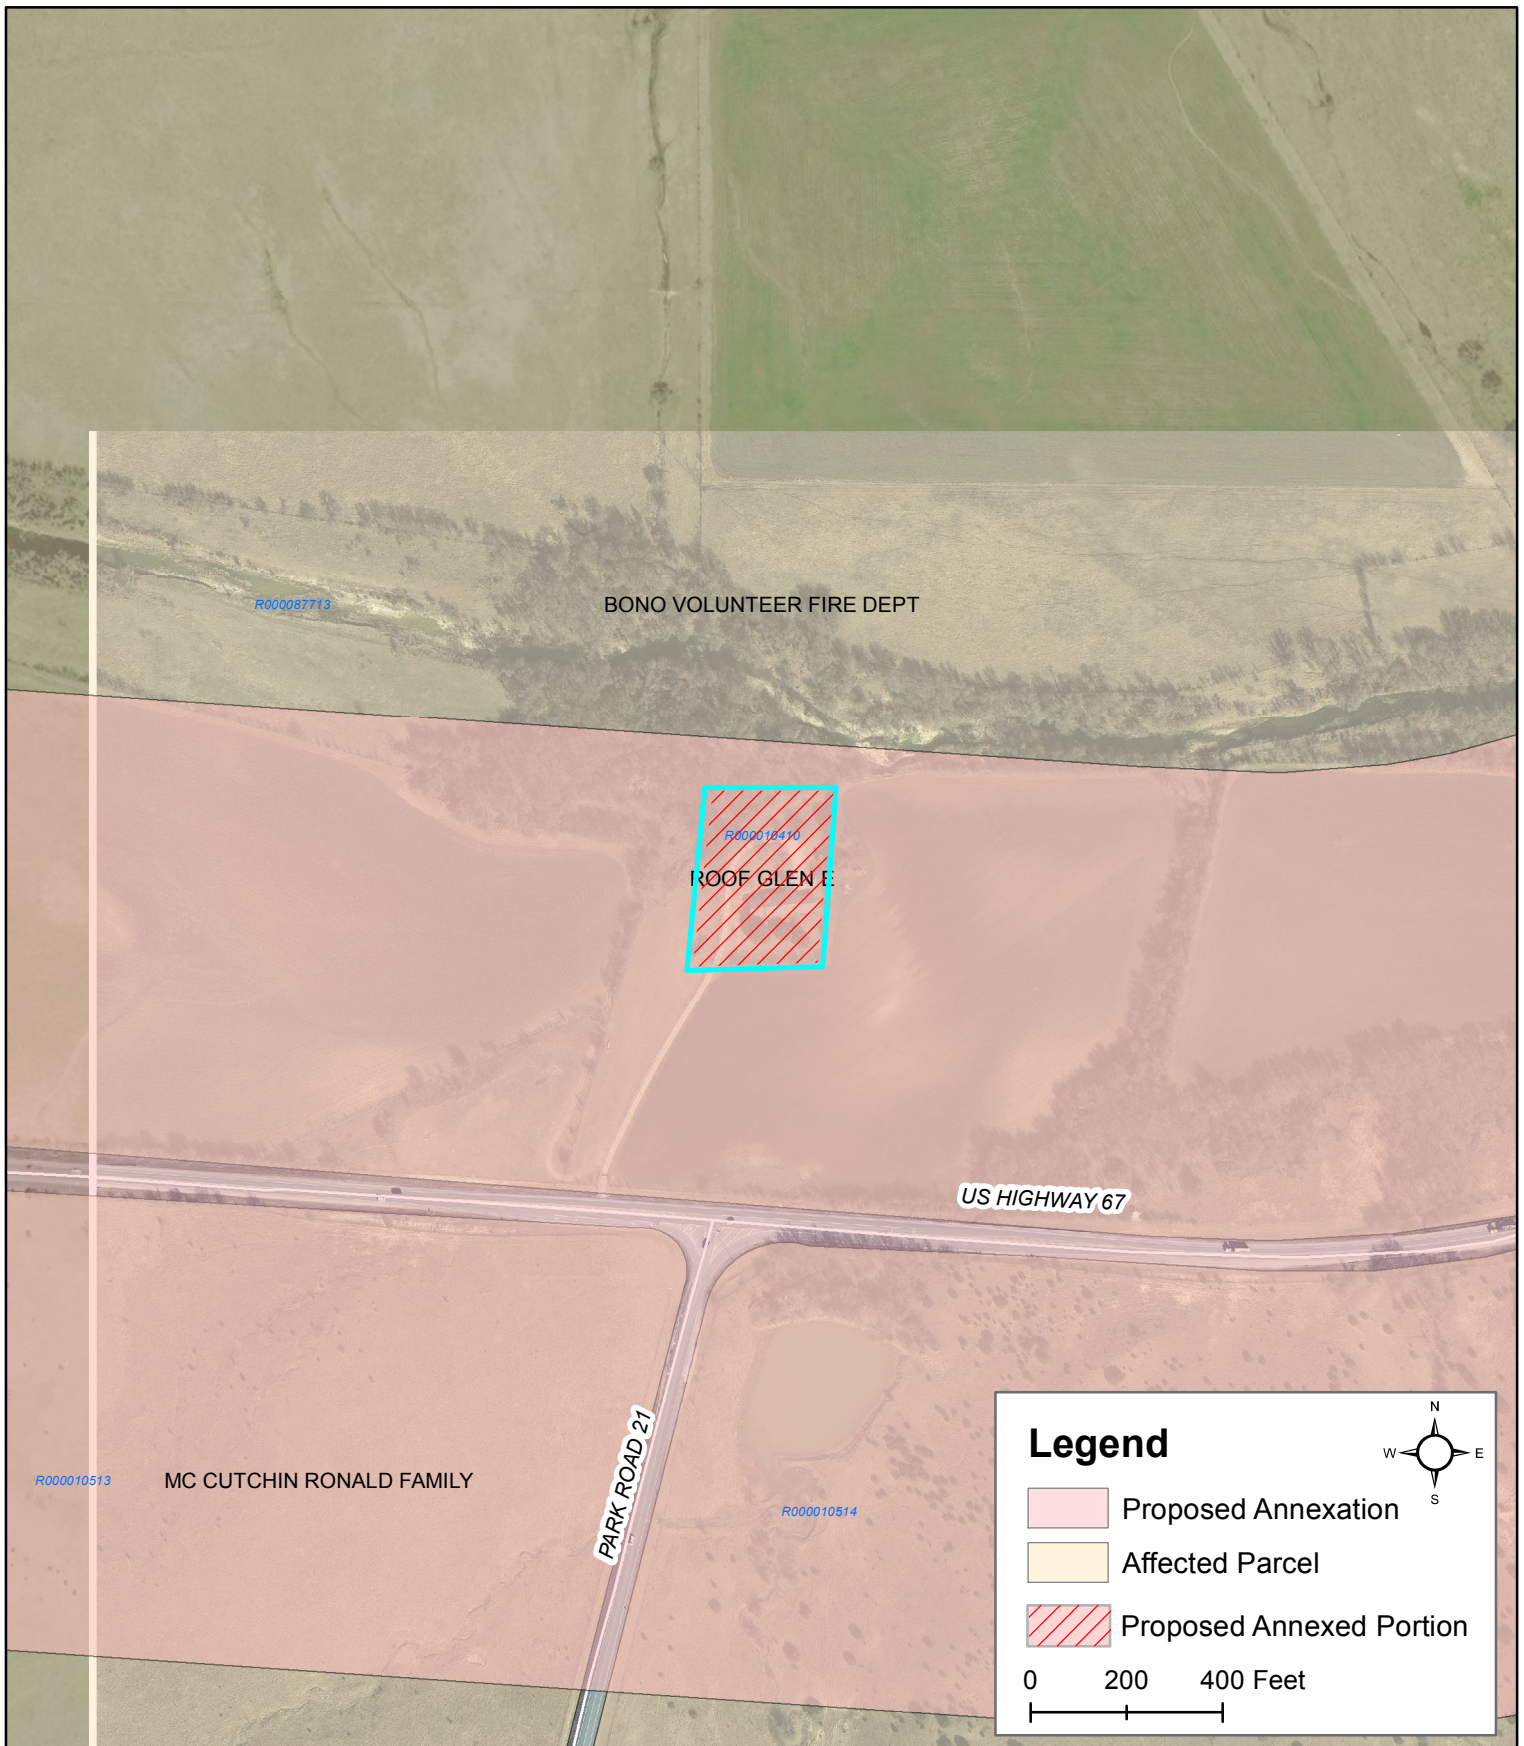 R000087713
BONO VOLUNTEER FIRE DEPT
R000010410
ROOF GLEN E
US HIGHWAY 67
PARK ROAD 21
R000010513
MC CUTCHIN RONALD FAMILY
R000010514
Legend
N
W
E
S
Proposed Annexation
Affected Parcel
Proposed Annexed Portion
0 200 400 Feet